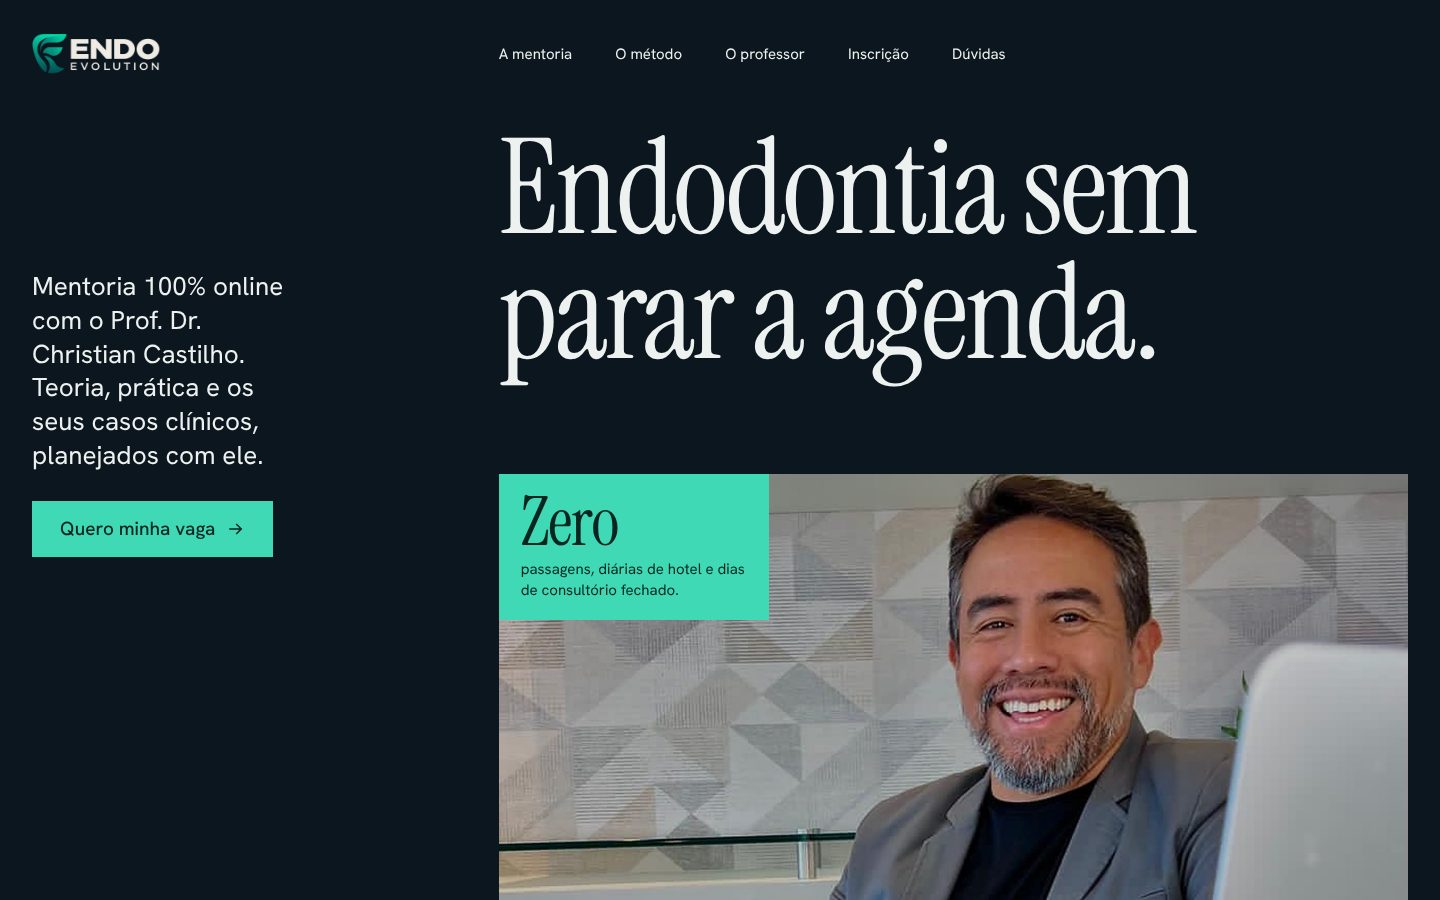 ENDO
EVOLUTION
A mentoria
O método
O professor
Inscrição
Dúvidas
Endodontia sem
parar a agenda.
Mentoria 100% online
com o Prof. Dr.
Christian Castilho.
Teoria, prática e os
seus casos clínicos,
planejados com ele.
Quero minha vaga →
Zero
passagens, diárias de hotel e dias
de consultório fechado.